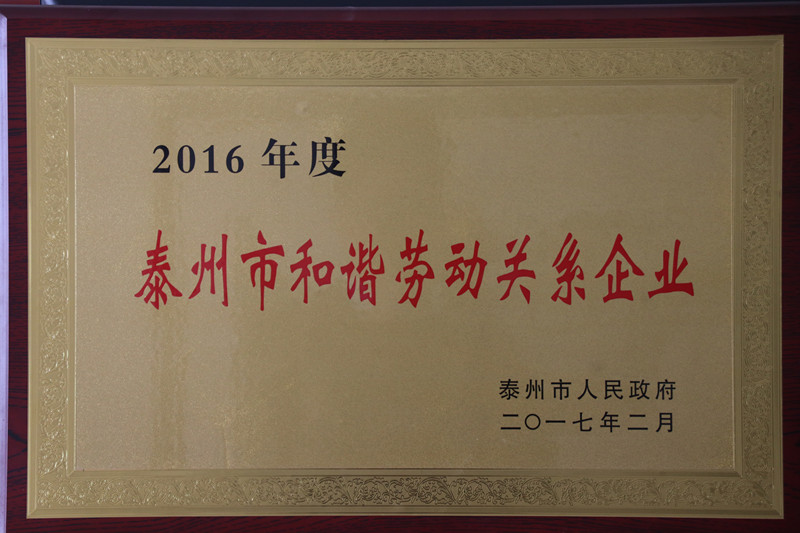 2016 年度
泰州市和谐劳动关系企业
泰州市人民政府
二〇一七年二月